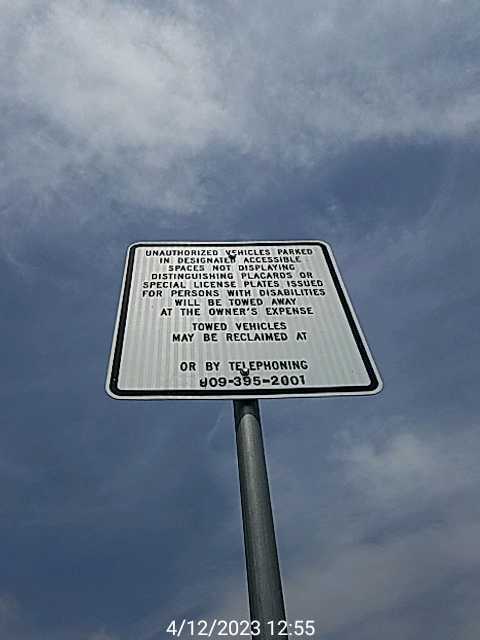 UNAUTHORIZED VEHICLES PARKED
IN DESIGNATED ACCESSIBLE
SPACES NOT DISPLAYING
DISTINGUISHING PLACARDS OR
SPECIAL LICENSE PLATES ISSUED
FOR PERSONS WITH DISABILITIES
WILL BE TOWED AWAY
AT THE OWNER'S EXPENSE
TOWED VEHICLES
MAY BE RECLAIMED AT
OR BY TELEPHONING
909-395-2001
4/12/2023 12:55